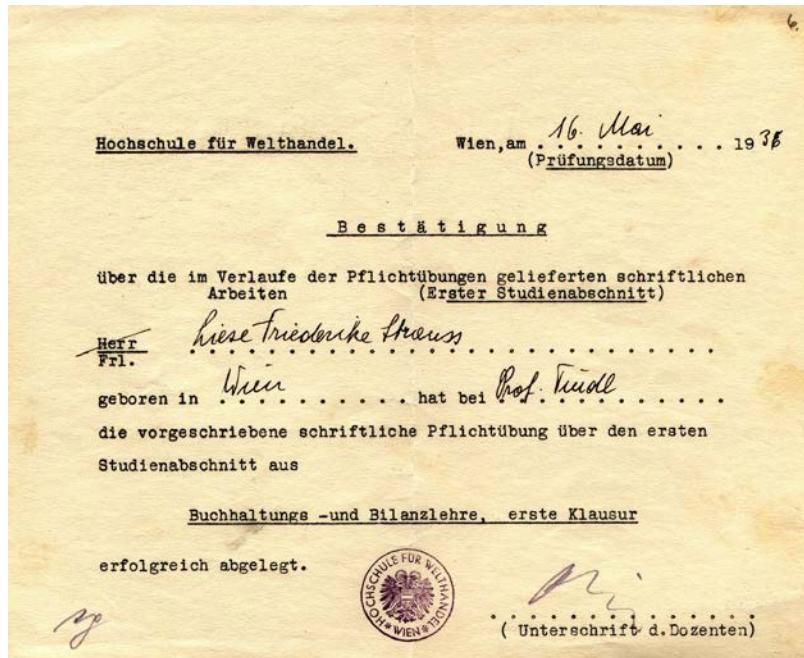 6.
Hochschule für Welthandel. Wien, am 16. Mai 1936
(Prüfungsdatum)
Bestätigung
über die im Verlaufe der Pflichtübungen gelieferten schriftlichen
Arbeiten (Erster Studienabschnitt)
Herr Liese Friederike Strauss
Frl.
geboren in Wien hat bei Prof.
die vorgeschriebene schriftliche Pflichtübung über den ersten
Studienabschnitt aus
Buchhaltungs -und Bilanzlehre, erste Klausur
erfolgreich abgelegt.
HOCHSCHULE FÜR WELTHANDEL * WIEN *
( Unterschrift d. Dozenten)